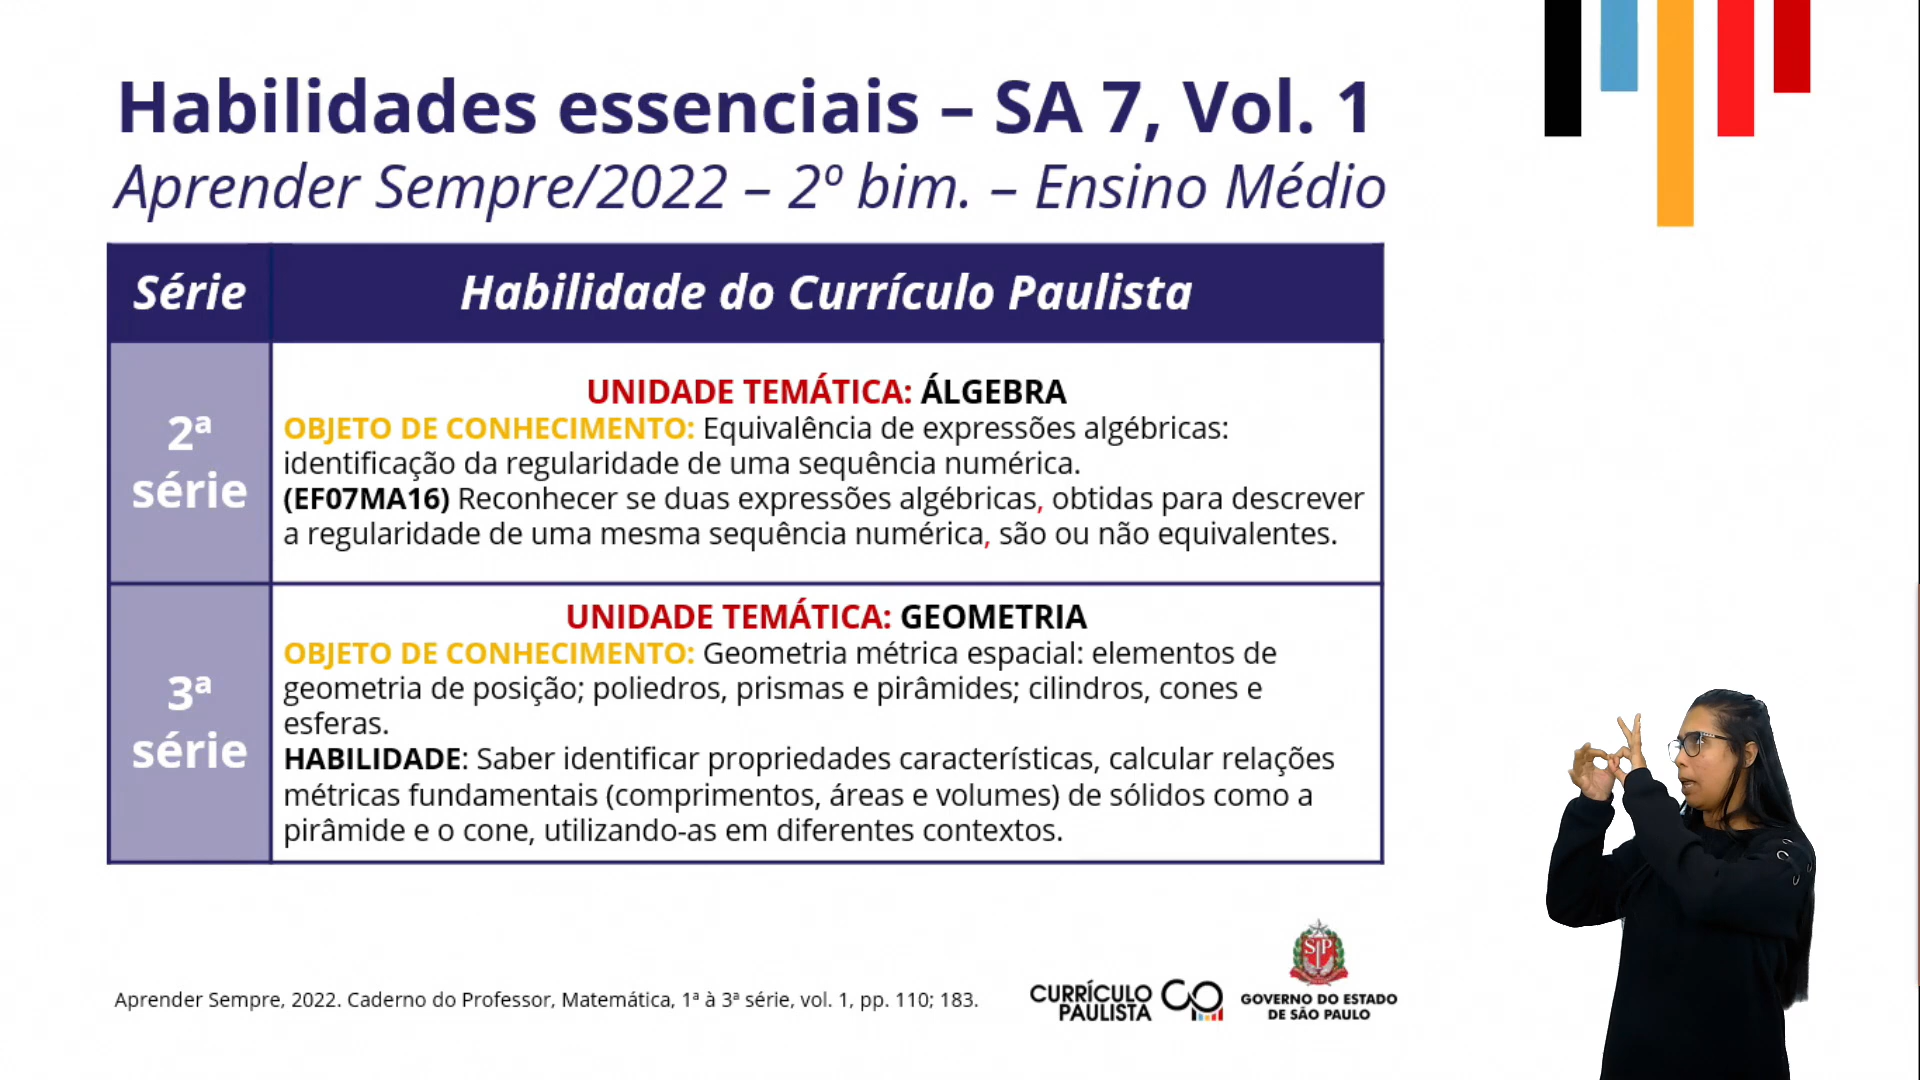 Habilidades essenciais – SA 7, Vol. 1
Aprender Sempre/2022 – 2º bim. – Ensino Médio
Série
Habilidade do Currículo Paulista
2ª
série
UNIDADE TEMÁTICA: ÁLGEBRA
OBJETO DE CONHECIMENTO: Equivalência de expressões algébricas:
identificação da regularidade de uma sequência numérica.
(EF07MA16) Reconhecer se duas expressões algébricas, obtidas para descrever
a regularidade de uma mesma sequência numérica, são ou não equivalentes.
3ª
série
UNIDADE TEMÁTICA: GEOMETRIA
OBJETO DE CONHECIMENTO: Geometria métrica espacial: elementos de
geometria de posição; poliedros, prismas e pirâmides; cilindros, cones e
esferas.
HABILIDADE: Saber identificar propriedades características, calcular relações
métricas fundamentais (comprimentos, áreas e volumes) de sólidos como a
pirâmide e o cone, utilizando-as em diferentes contextos.
Aprender Sempre, 2022. Caderno do Professor, Matemática, 1ª à 3ª série, vol. 1, pp. 110; 183.
CURRÍCULO
PAULISTA
SP
GOVERNO DO ESTADO
DE SÃO PAULO